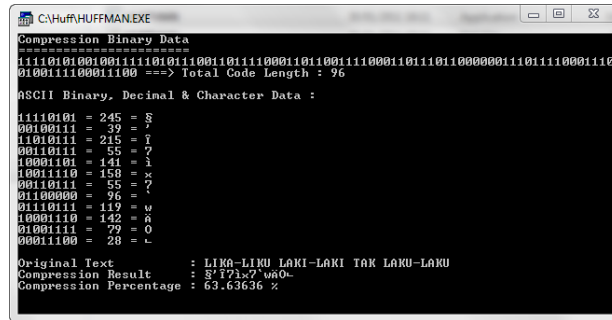 C:\Huff\HUFFMAN.EXE
Compression Binary Data
=======================
11110101001001111101011100110111100011011001111000110111011000000111011110001110
0100111100011100 ===> Total Code Length : 96
ASCII Binary, Decimal & Character Data :
11110101 = 245 = §
00100111 = 39 = '
11010111 = 215 = Î
00110111 = 55 = 7
10001101 = 141 = ì
10011110 = 158 = ×
00110111 = 55 = 7
01100000 = 96 = `
01110111 = 119 = w
10001110 = 142 = Ä
01001111 = 79 = O
00011100 = 28 = ∟
Original Text : LIKA-LIKU LAKI-LAKI TAK LAKU-LAKU
Compression Result : §'Î7ì×7`wÄO∟
Compression Percentage : 63.63636 %